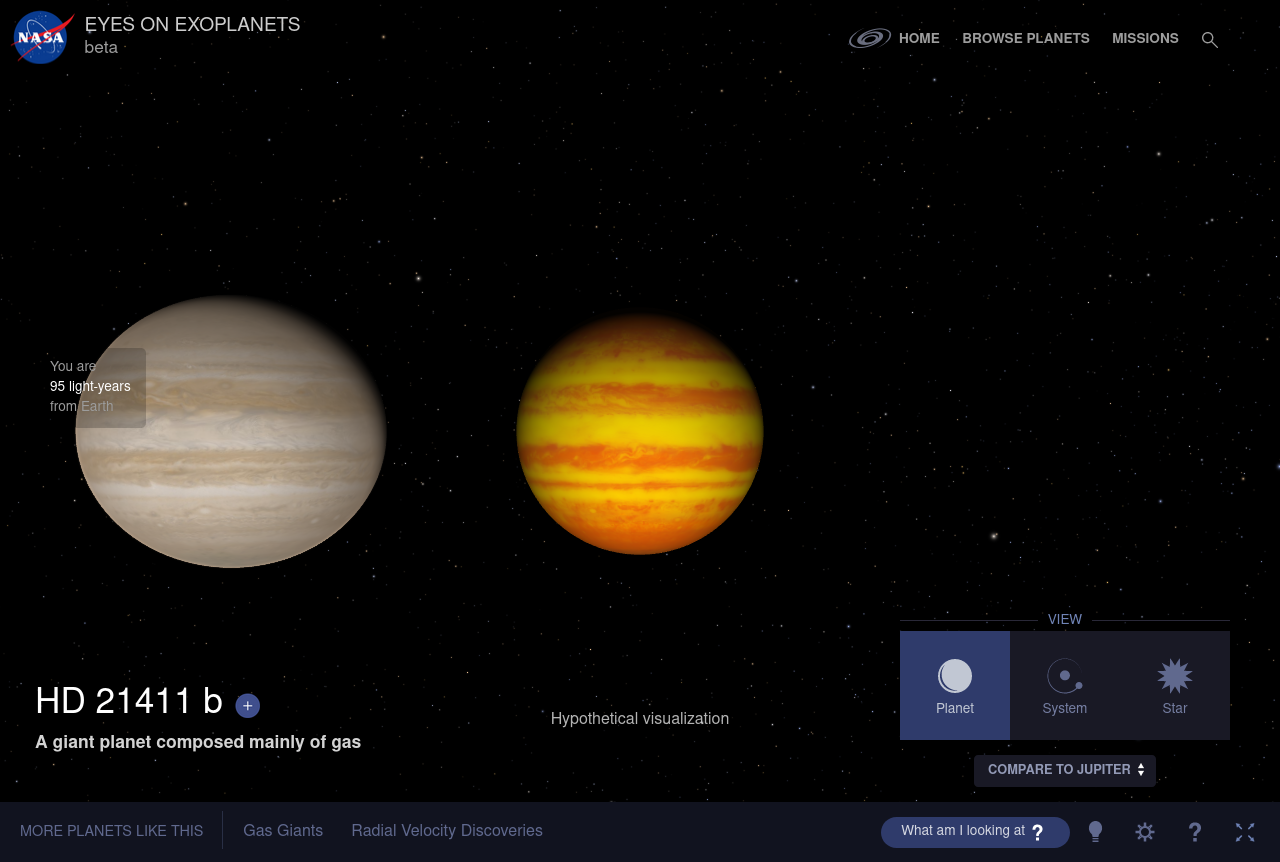 NASA
EYES ON EXOPLANETS
beta
HOME
BROWSE PLANETS
MISSIONS
You are
95 light-years
from Earth
HD 21411 b +
A giant planet composed mainly of gas
Hypothetical visualization
VIEW
Planet
System
Star
COMPARE TO JUPITER
MORE PLANETS LIKE THIS
Gas Giants
Radial Velocity Discoveries
What am I looking at ?
?